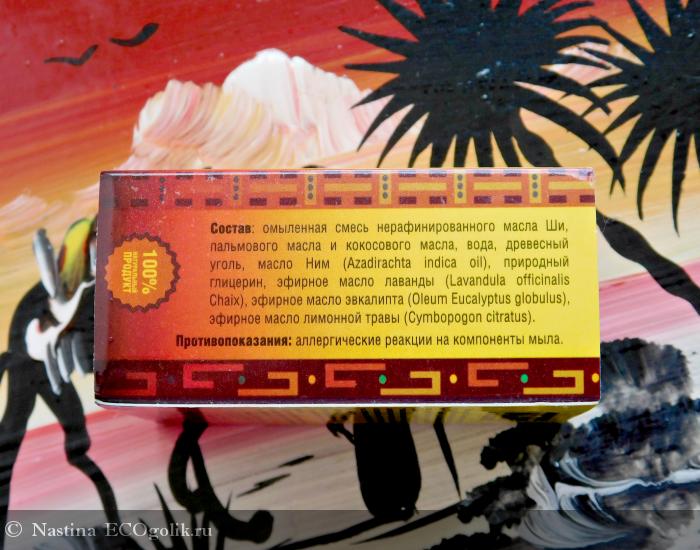 Состав: омыленная смесь нерафинированного масла Ши,
пальмового масла и кокосового масла, вода, древесный
уголь, масло Ним (Azadirachta indica oil), природный
глицерин, эфирное масло лаванды (Lavandula officinalis
Chaix), эфирное масло эвкалипта (Oleum Eucalyptus globulus),
эфирное масло лимонной травы (Cymbopogon citratus).
Противопоказания: аллергические реакции на компоненты мыла.
100%
НАТУРАЛЬНЫЙ
ПРОДУКТ
© Nastina ECOgolik.ru